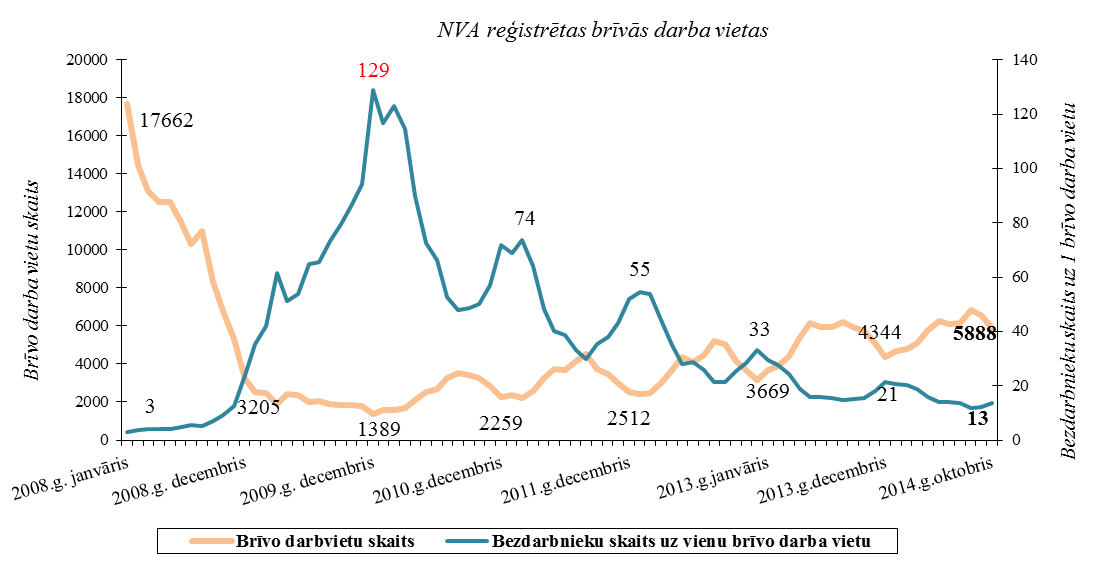 NVA reģistrētas brīvās darba vietas
Brīvo darba vietu skaits
20000
18000
16000
14000
12000
10000
8000
6000
4000
2000
0
140
120
100
80
60
40
20
0
Bezdarbnieku skaits uz 1 brīvo darba vietu
17662
129
74
55
33
4344
5888
3
3205
1389
2259
2512
3669
21
13
2008.g. janvāris
2008.g. decembris
2009.g. decembris
2010.g.decembris
2011.g.decembris
2013.g.janvāris
2013.g.decembris
2014.g.oktobris
Brīvo darbvietu skaits
Bezdarbnieku skaits uz vienu brīvo darba vietu